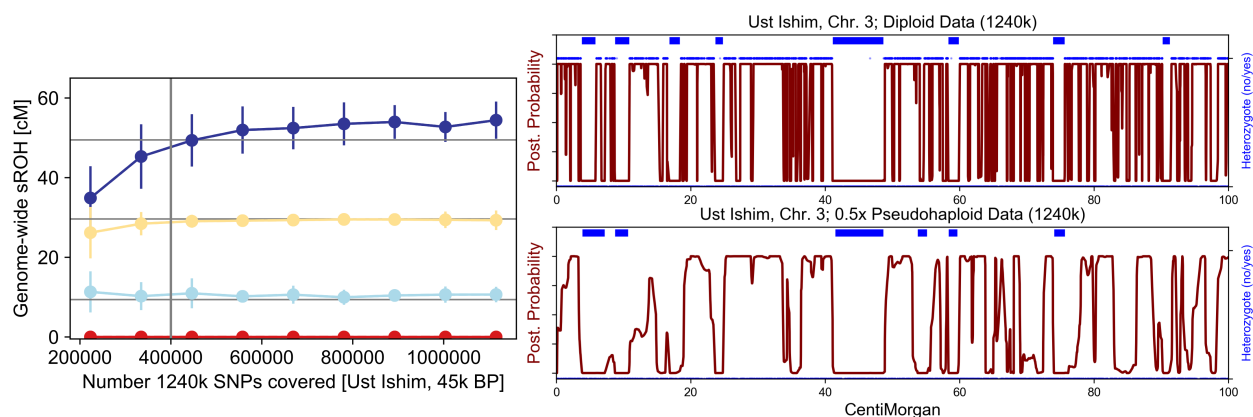 Genome-wide sROH [cM]
60
40
20
0
200000 400000 600000 800000 1000000
Number 1240k SNPs covered [Ust Ishim, 45k BP]
Ust Ishim, Chr. 3; Diploid Data (1240k)
Post. Probability
Heterozygote (no/yes)
0 20 40 60 80 100
Ust Ishim, Chr. 3; 0.5x Pseudohaploid Data (1240k)
Post. Probability
Heterozygote (no/yes)
0 20 40 60 80 100
CentiMorgan